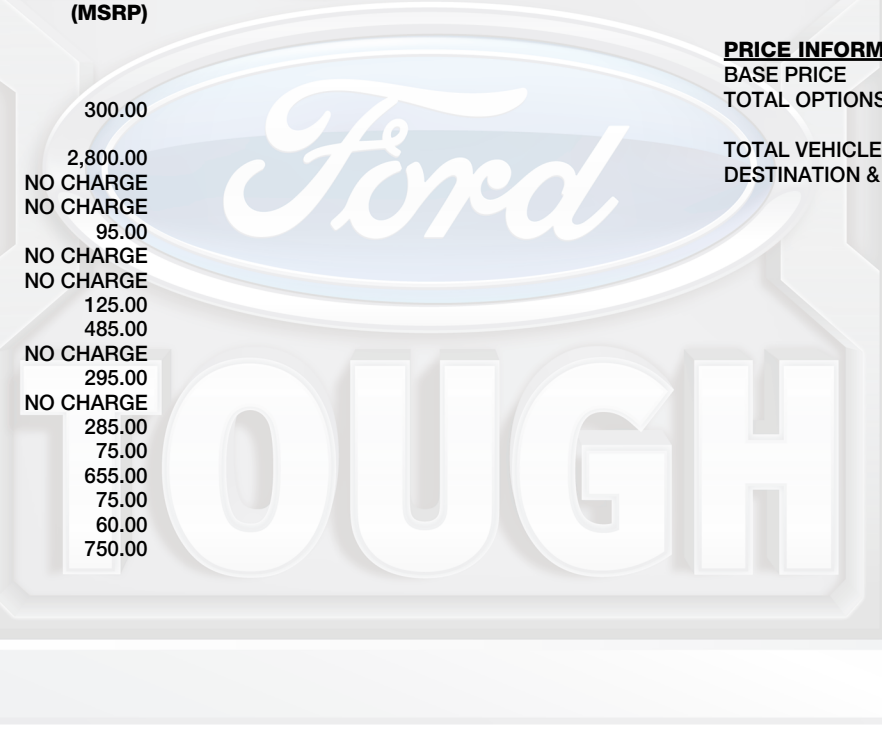 (MSRP)
300.00
2,800.00
NO CHARGE
NO CHARGE
95.00
NO CHARGE
NO CHARGE
125.00
485.00
NO CHARGE
295.00
NO CHARGE
285.00
75.00
655.00
75.00
60.00
750.00
PRICE INFORM
BASE PRICE
TOTAL OPTIONS
TOTAL VEHICLE
DESTINATION &
Ford
TOUGH